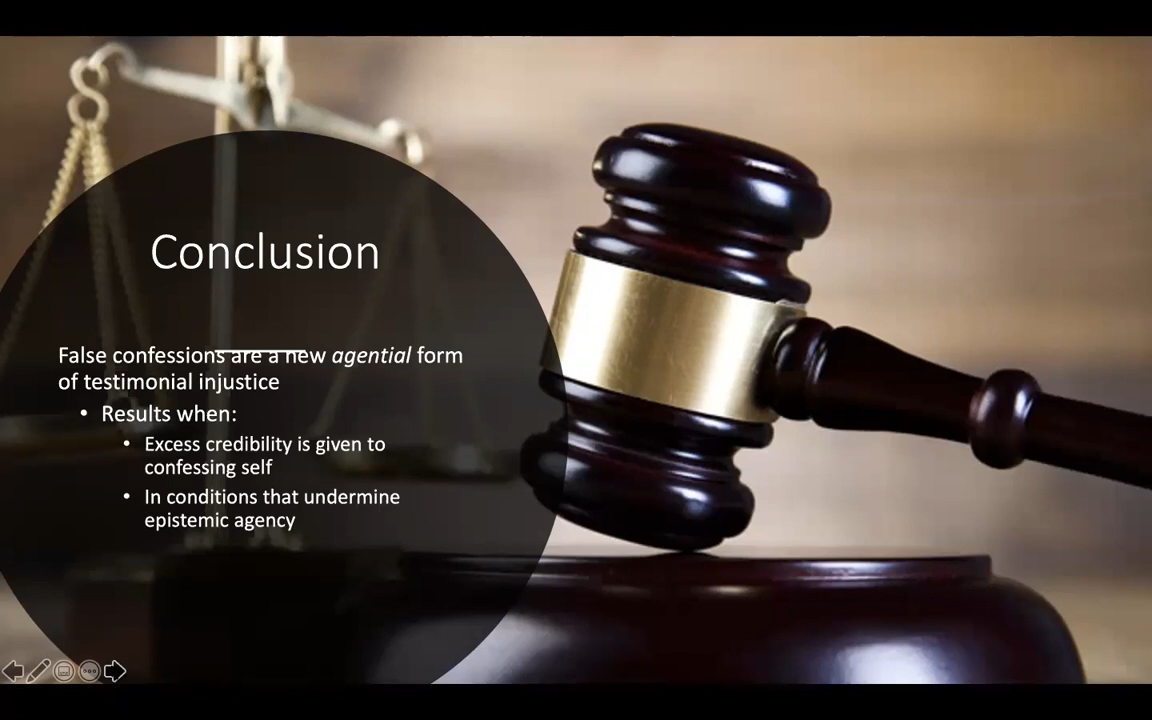 Conclusion
False confessions are a new agential form
of testimonial injustice
• Results when:
• Excess credibility is given to
confessing self
• In conditions that undermine
epistemic agency